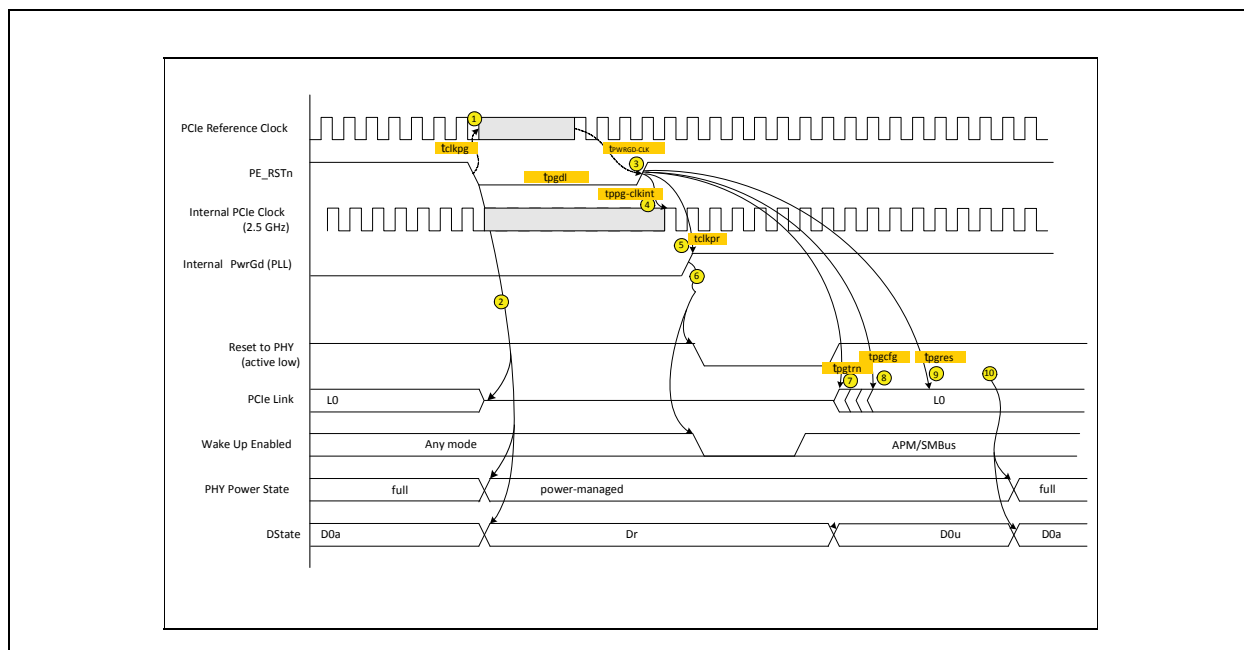 1
PCIe Reference Clock
tclkpg
tPWRGD-CLK
3
PE_RSTn
tpgdl
tppg-clkint
4
Internal PCIe Clock
(2.5 GHz)
5
tclkpr
Internal PwrGd (PLL)
6
2
Reset to PHY
(active low)
tpgtrn
tpgcfg
tpgres
7
8
9
10
PCIe Link
L0
L0
Wake Up Enabled
Any mode
APM/SMBus
PHY Power State
full
power-managed
full
DState
D0a
Dr
D0u
D0a